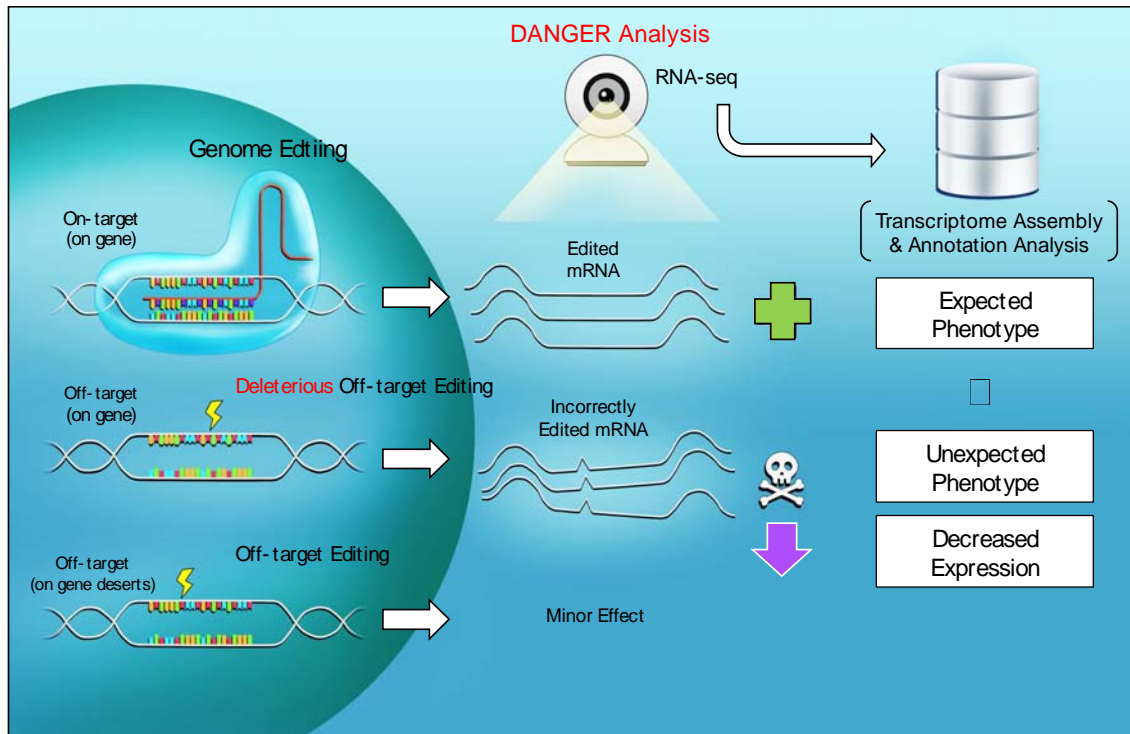 DANGER Analysis
RNA-seq
Genome Edtiing
On-target
(on gene)
Transcriptome Assembly
& Annotation Analysis
Edited
mRNA
Expected
Phenotype
Off-target
(on gene)
Deleterious Off-target Editing
Incorrectly
Edited mRNA
Unexpected
Phenotype
Decreased
Expression
Off-target
(on gene deserts)
Off-target Editing
Minor Effect